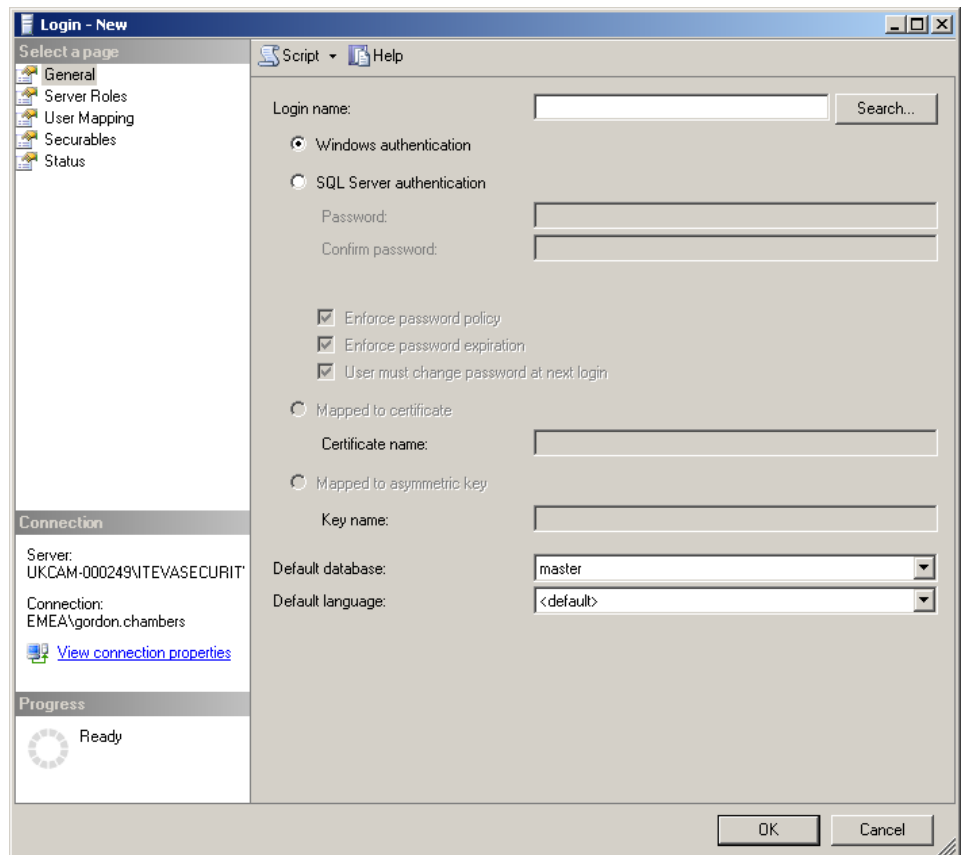 Login - New
Select a page
General
Server Roles
User Mapping
Securables
Status
Script
Help
Login name:
Search...
Windows authentication
SQL Server authentication
Password:
Confirm password:
Enforce password policy
Enforce password expiration
User must change password at next login
Mapped to certificate
Certificate name:
Mapped to asymmetric key
Key name:
Default database:
master
Default language:
<default>
Connection
Server:
UKCAM-000249\ITEVASECURIT
Connection:
EMEA\gordon.chambers
View connection properties
Progress
Ready
OK
Cancel